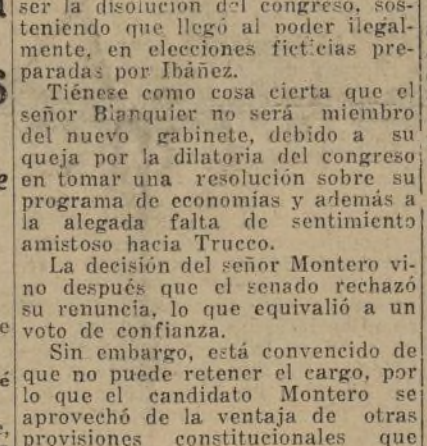 ser la disolución del congreso, sos-
teniendo que llegó al poder ilegal-
mente, en elecciones ficticias pre-
paradas por Ibáñez.
Tiénese como cosa cierta que el
señor Blanquier no será miembro
del nuevo gabinete, debido a su
queja por la dilatoria del congreso
en tomar una resolución sobre su
programa de economías y además a
la alegada falta de sentimiento
amistoso hacia Trucco.
La decisión del señor Montero vi-
no después que el senado rechazó
su renuncia, lo que equivalió a un
voto de confianza.
Sin embargo, está convencido de
que no puede retener el cargo, por
lo que el candidato Montero se
aprovechó de la ventaja de otras
provisiones constitucionales que